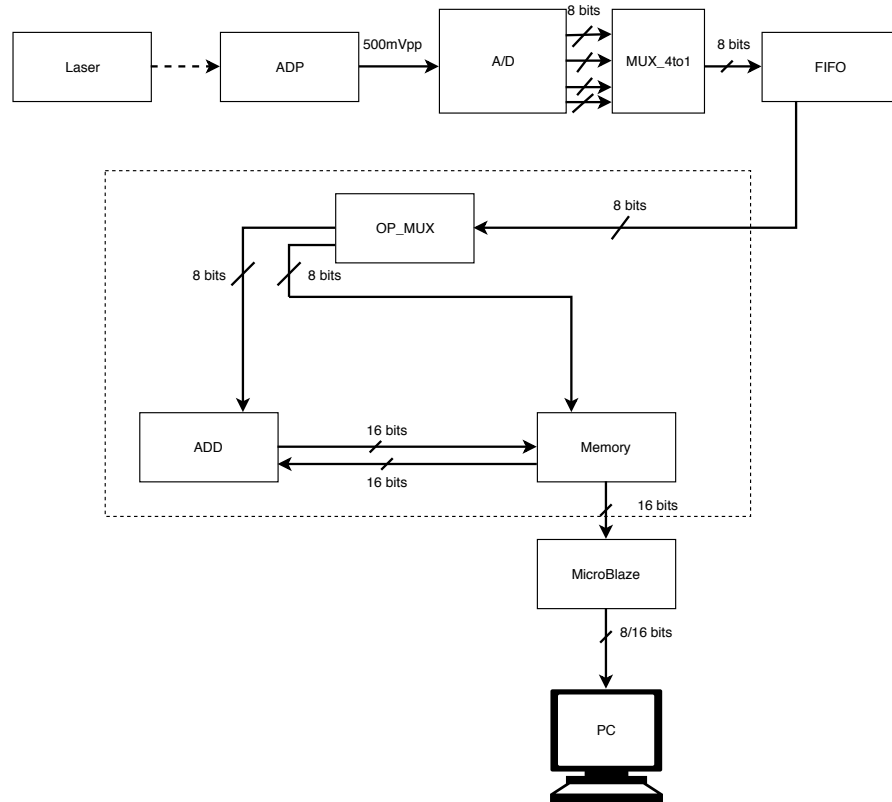 8 bits
500mVpp
8 bits
Laser
ADP
A/D
MUX_4to1
FIFO
8 bits
OP_MUX
8 bits
8 bits
16 bits
ADD
Memory
16 bits
16 bits
MicroBlaze
8/16 bits
PC